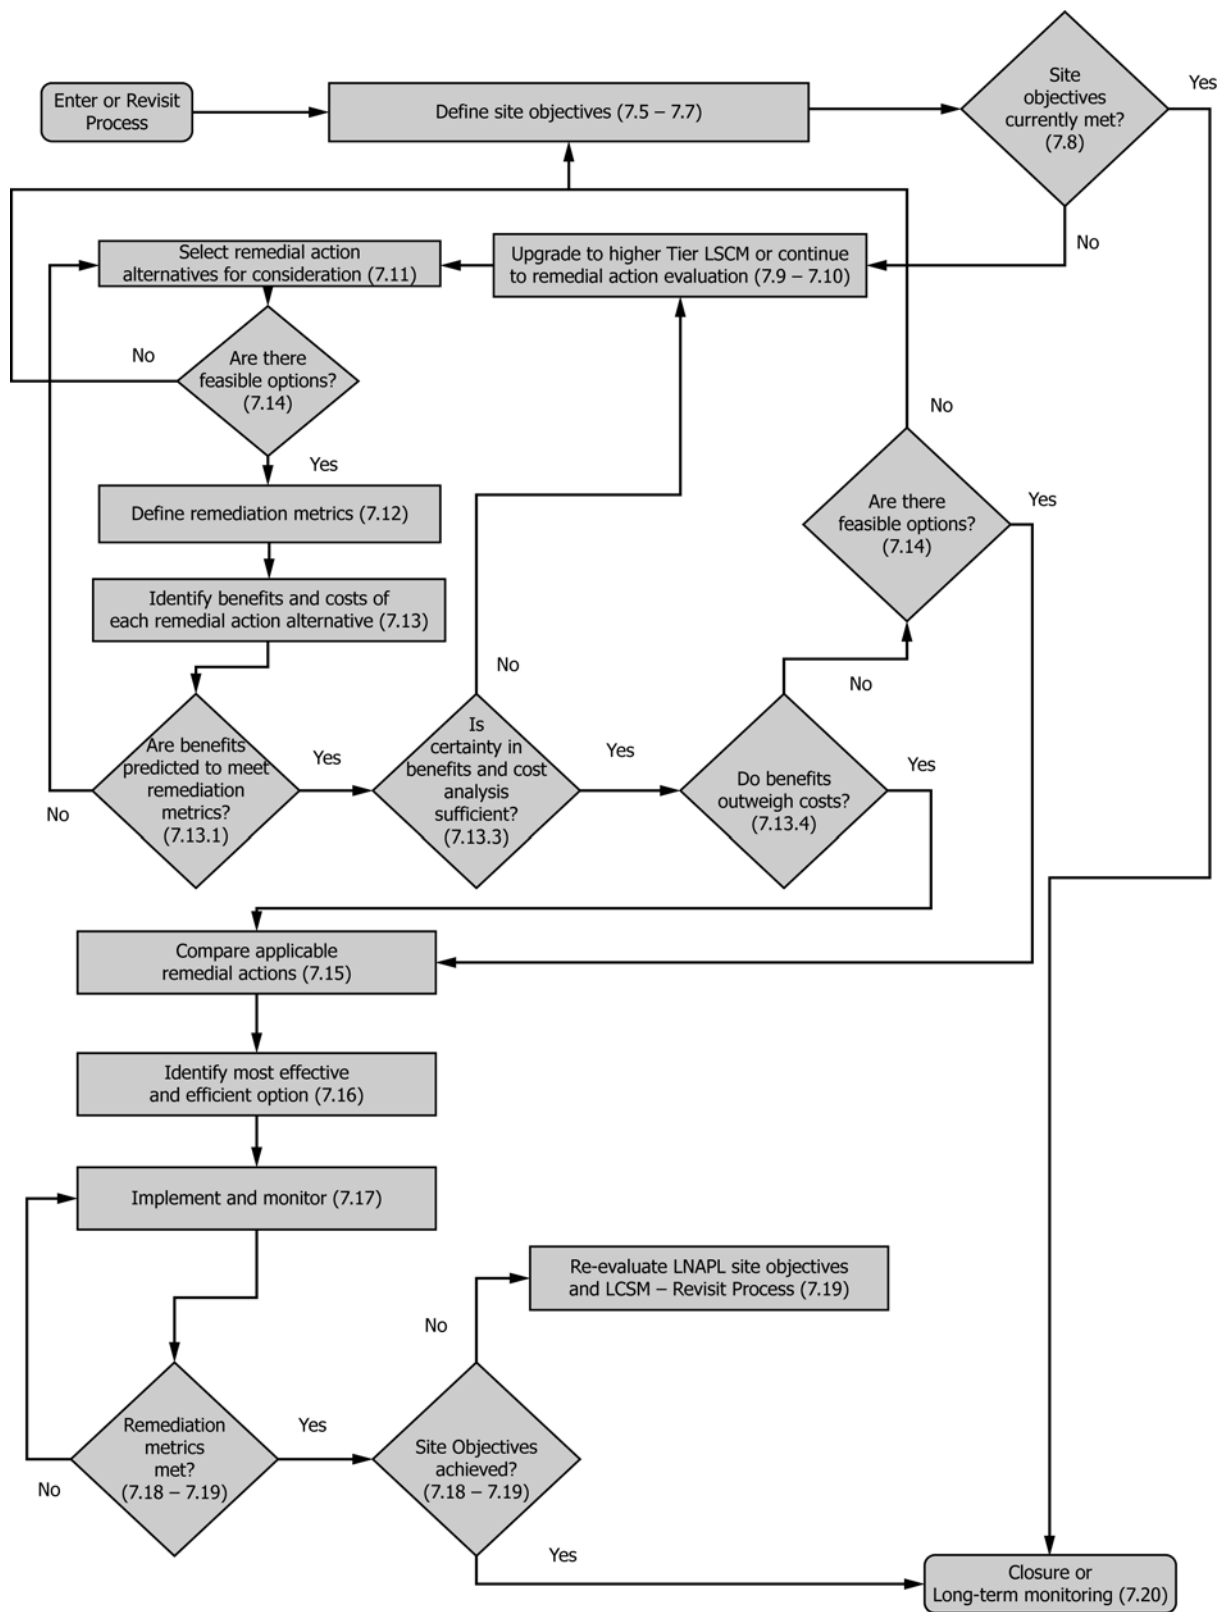 Enter or Revisit
Process
Define site objectives (7.5 – 7.7)
Site
objectives
currently met?
(7.8)
Yes
No
Select remedial action
alternatives for consideration (7.11)
Upgrade to higher Tier LSCM or continue
to remedial action evaluation (7.9 – 7.10)
No
Are there
feasible options?
(7.14)
Yes
No
Are there
feasible options?
(7.14)
Yes
Define remediation metrics (7.12)
Identify benefits and costs of
each remedial action alternative (7.13)
No
No
Are benefits
predicted to meet
remediation
metrics?
(7.13.1)
No
Yes
Is
certainty in
benefits and cost
analysis
sufficient?
(7.13.3)
Yes
Do benefits
outweigh costs?
(7.13.4)
Yes
Compare applicable
remedial actions (7.15)
Identify most effective
and efficient option (7.16)
Implement and monitor (7.17)
Re-evaluate LNAPL site objectives
and LCSM – Revisit Process (7.19)
No
Remediation
metrics
met?
(7.18 – 7.19)
No
Yes
Site Objectives
achieved?
(7.18 – 7.19)
Yes
Closure or
Long-term monitoring (7.20)